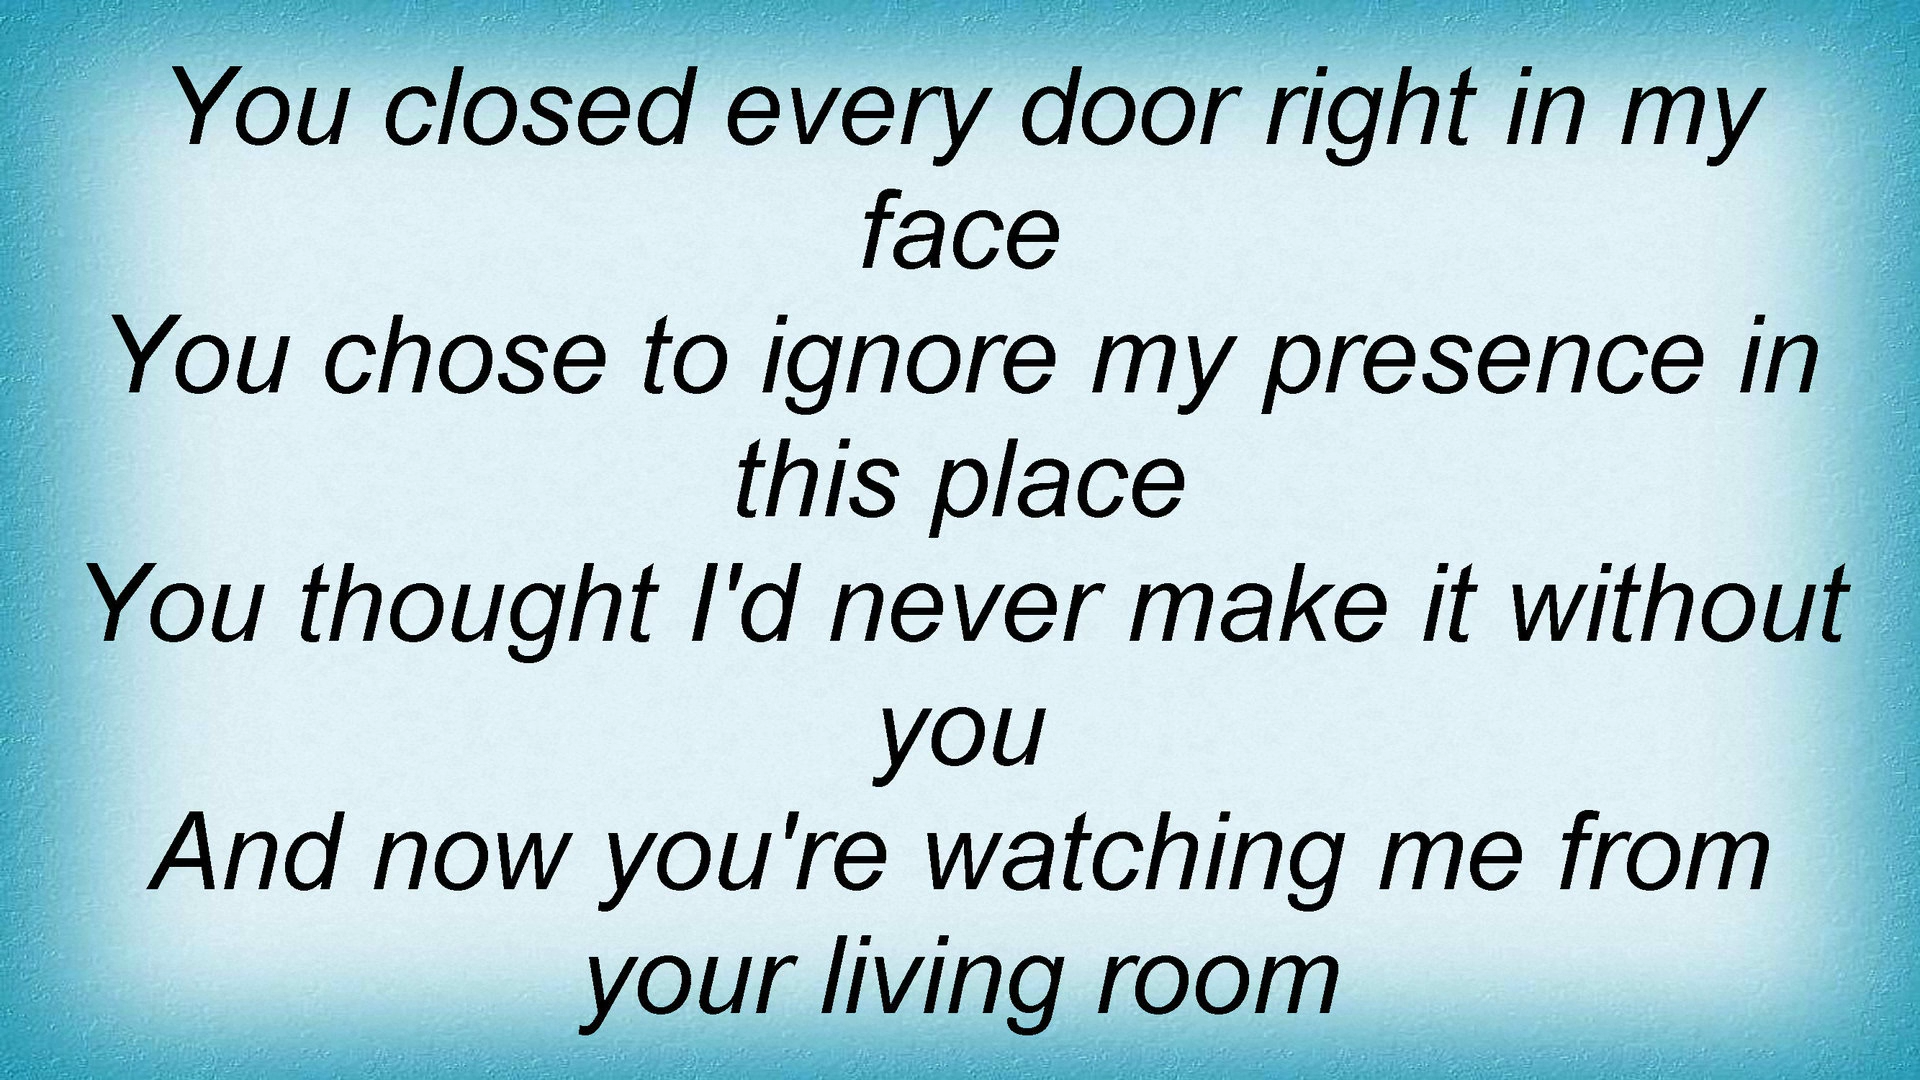 You closed every door right in my
face
You chose to ignore my presence in
this place
You thought I'd never make it without
you
And now you're watching me from
your living room